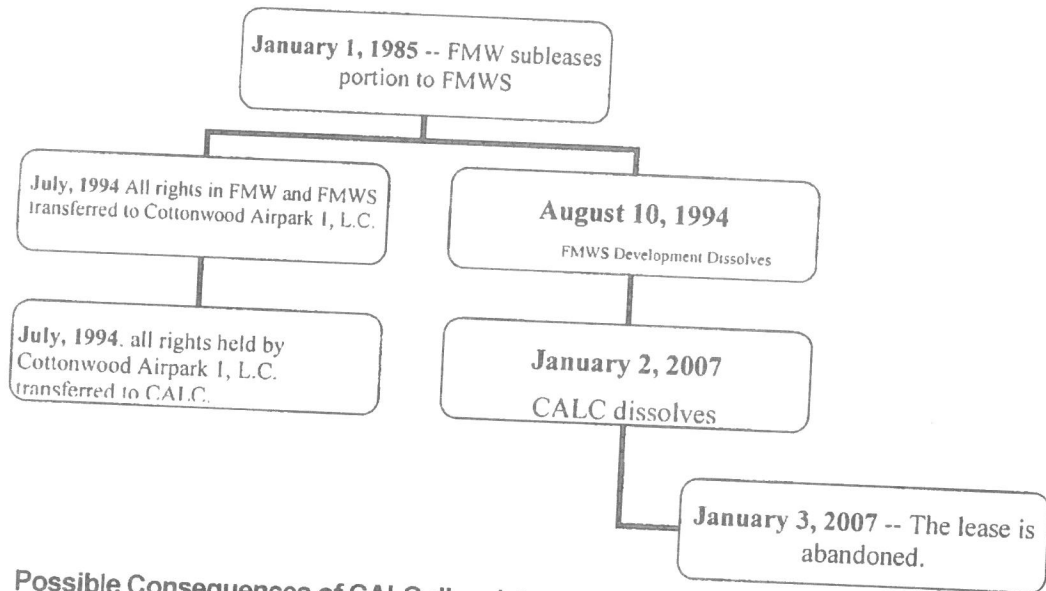 January 1, 1985 -- FMW subleases
portion to FMWS
July, 1994 All rights in FMW and FMWS
transferred to Cottonwood Airpark I, L.C.
August 10, 1994
FMWS Development Dissolves
July, 1994. all rights held by
Cottonwood Airpark I, L.C.
transferred to CALC.
January 2, 2007
CALC dissolves
January 3, 2007 -- The lease is
abandoned.
Possible Consequences of CALC